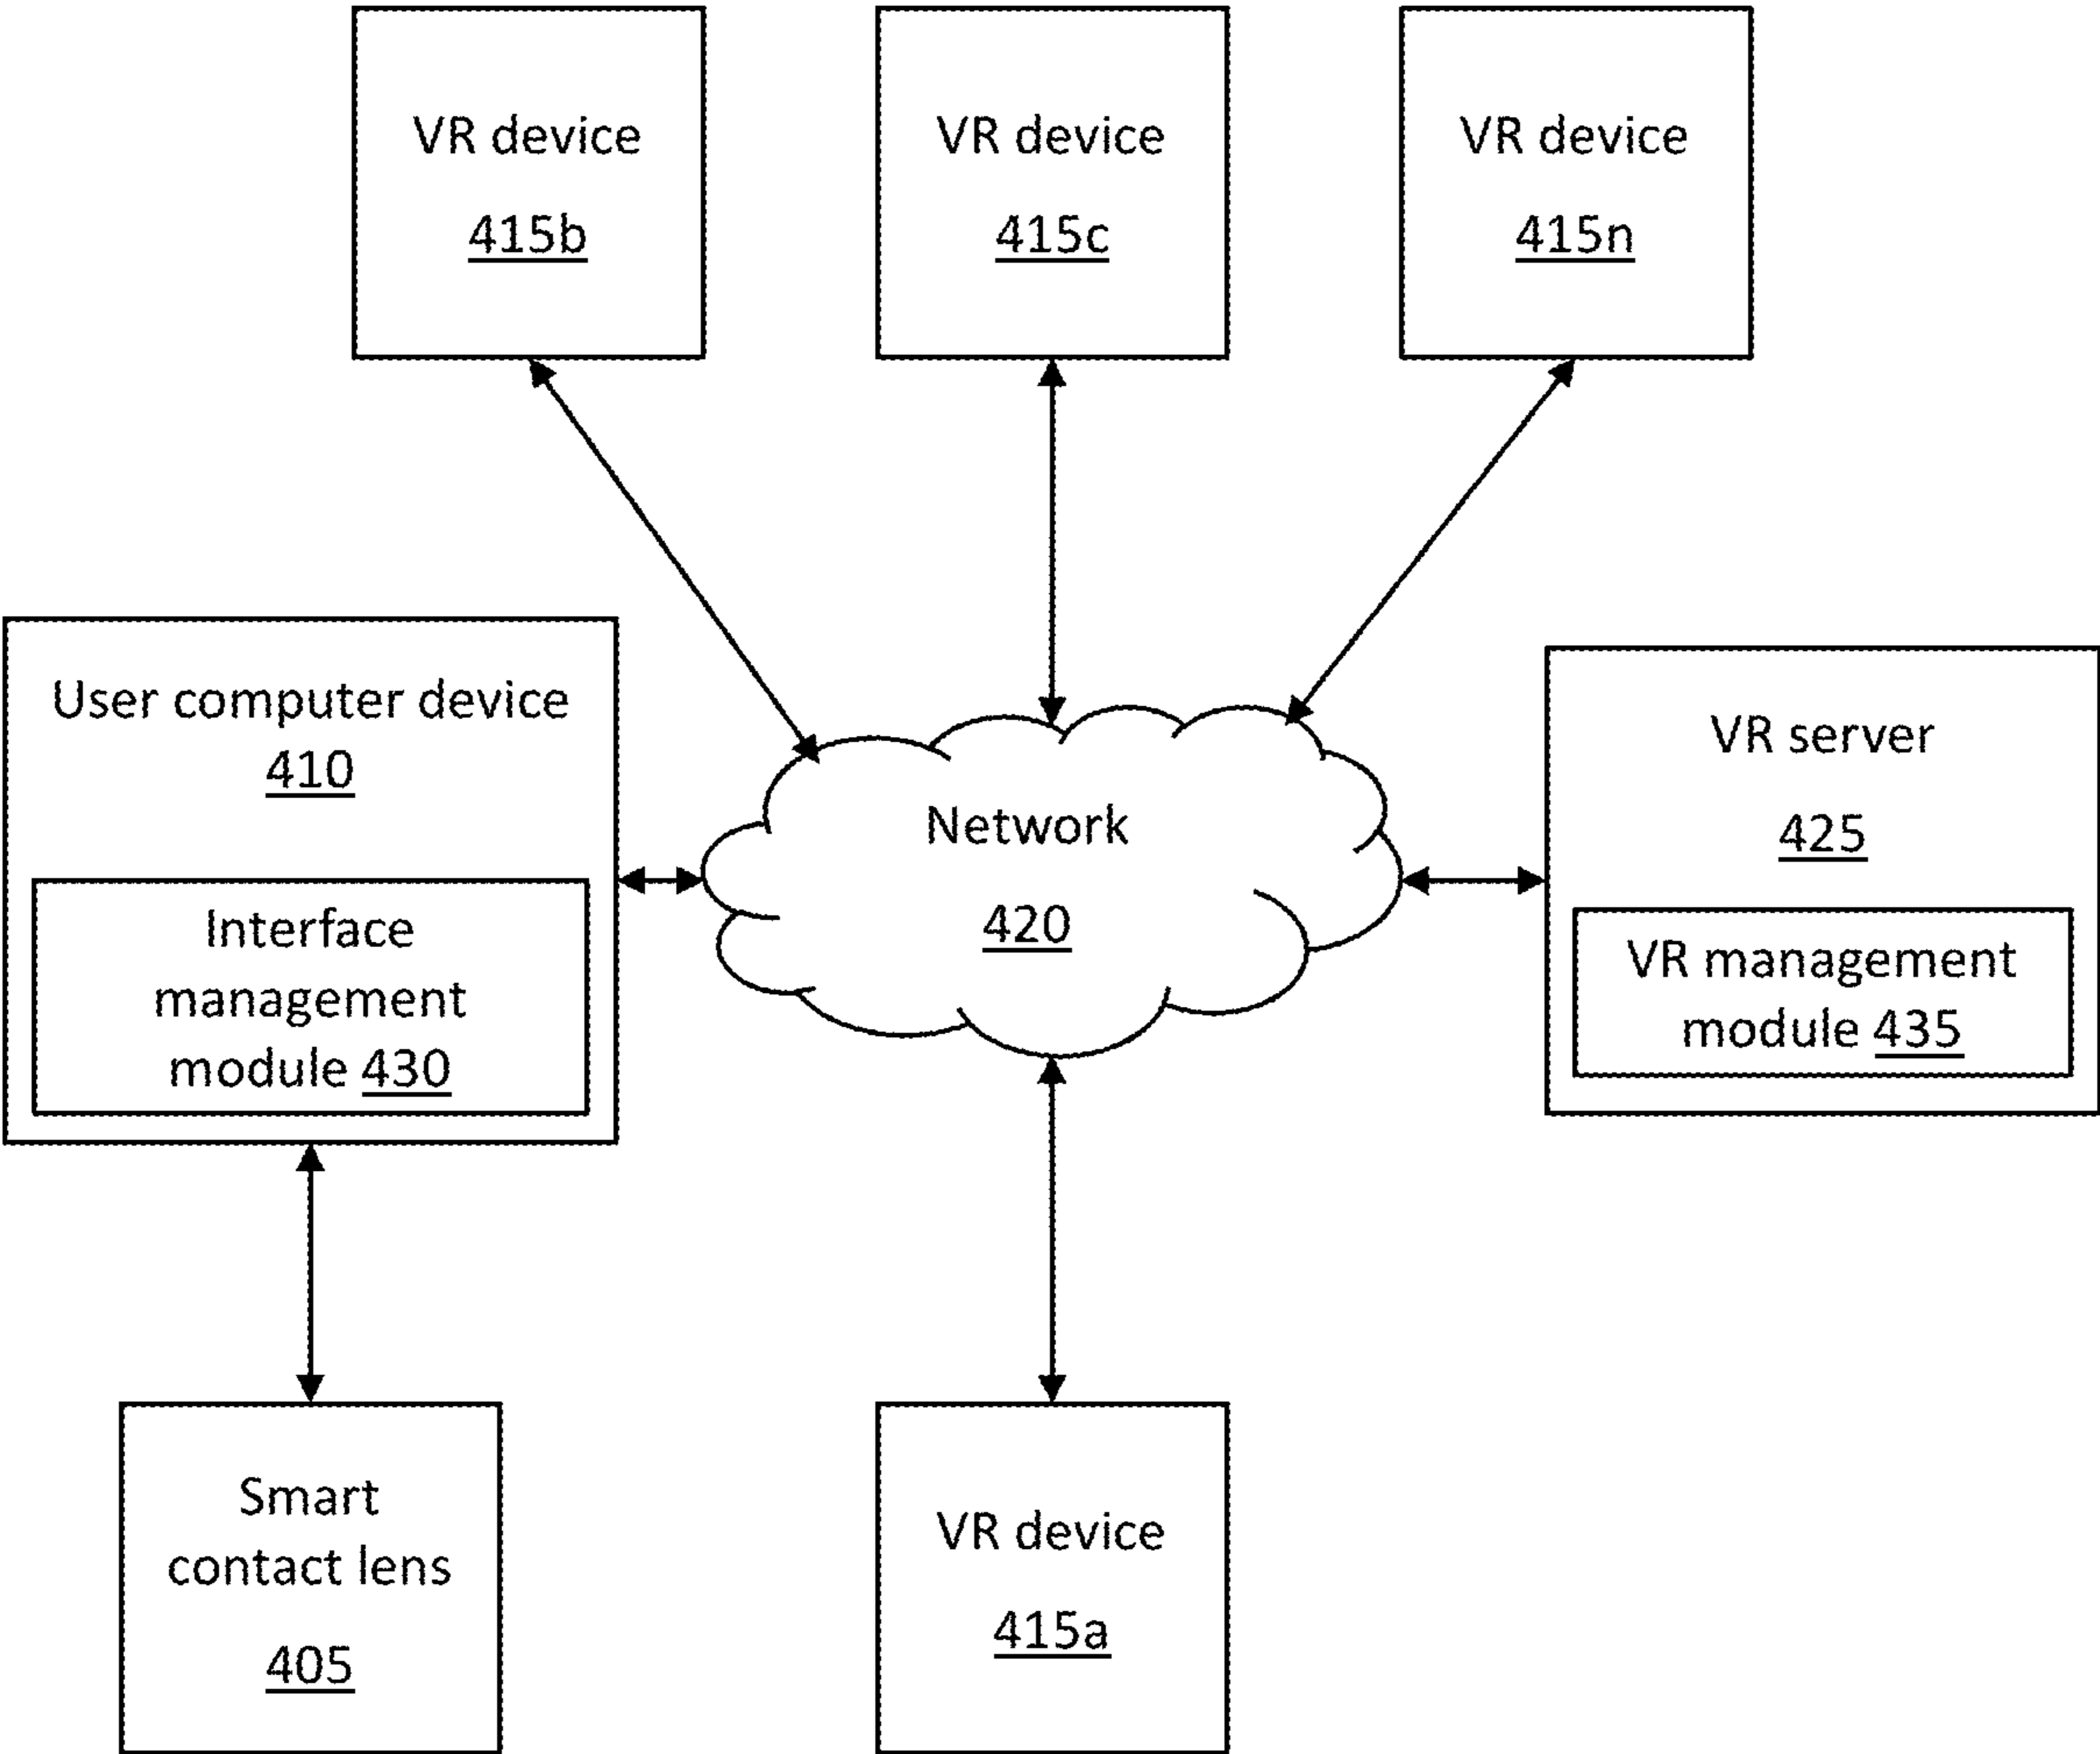 VR device
415b
VR device
415c
VR device
415n
User computer device
410
Interface
management
module 430
Network
420
VR server
425
VR management
module 435
Smart
contact lens
405
VR device
415a